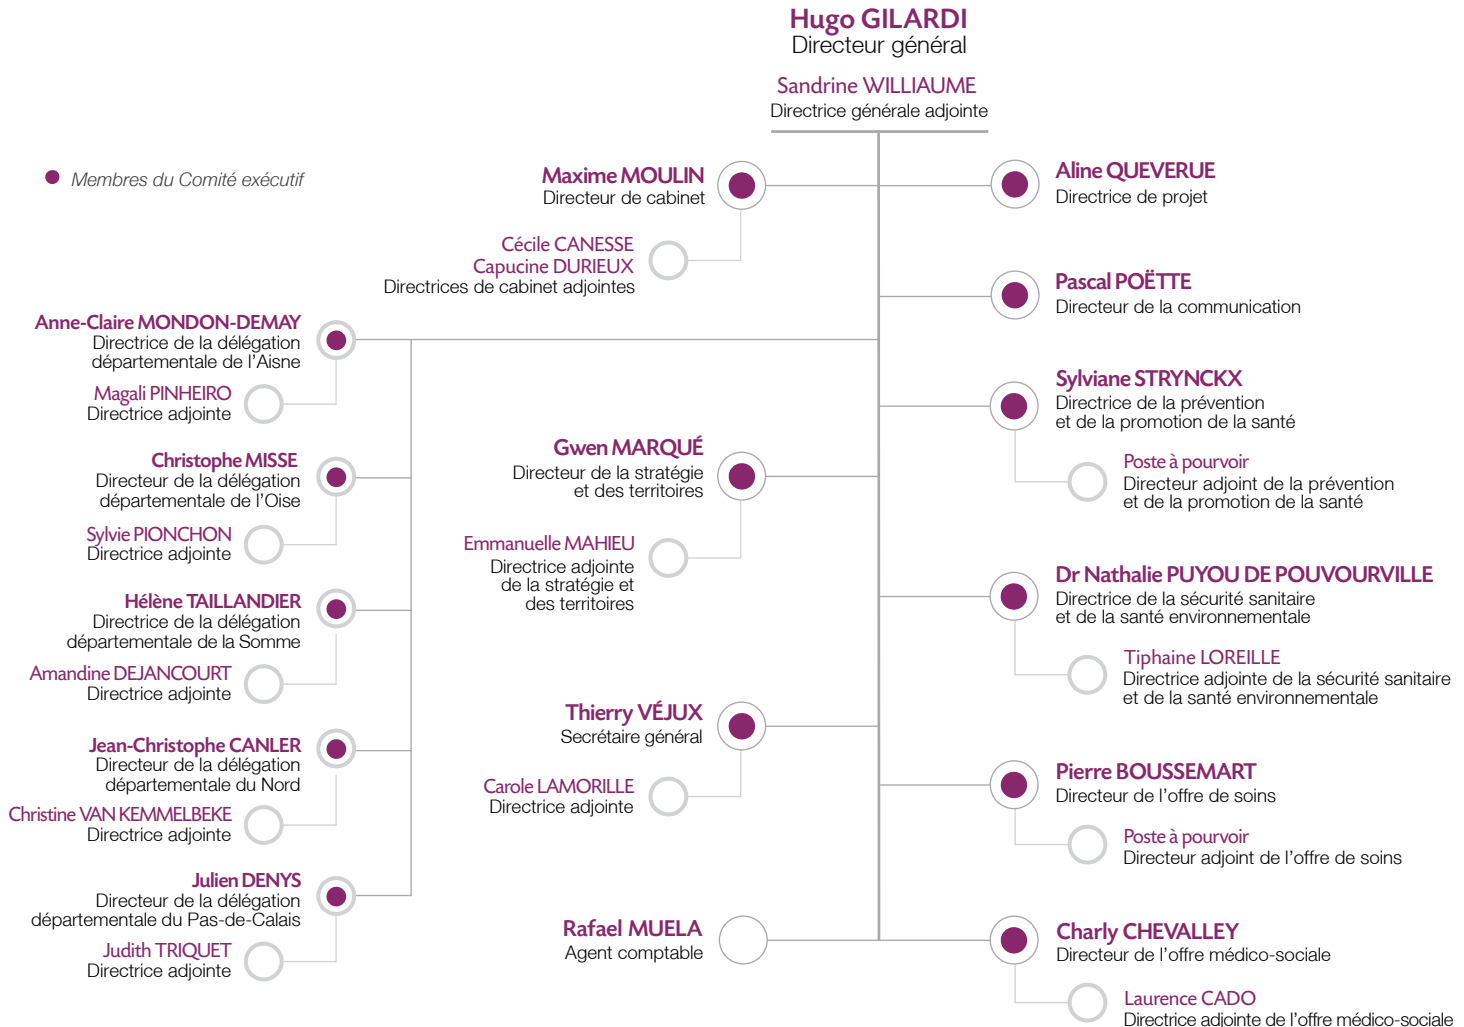 Hugo GILARDI
Directeur général
Sandrine WILLIAUME
Directrice générale adjointe
Membres du Comité exécutif
Maxime MOULIN
Directeur de cabinet
Cécile CANESSE
Capucine DURIEUX
Directrices de cabinet adjointes
Aline QUEVERUE
Directrice de projet
Pascal POËTTE
Directeur de la communication
Anne-Claire MONDON-DEMAY
Directrice de la délégation
départementale de l'Aisne
Magali PINHEIRO
Directrice adjointe
Christophe MISSE
Directeur de la délégation
départementale de l'Oise
Sylvie PIONCHON
Directrice adjointe
Hélène TAILLANDIER
Directrice de la délégation
départementale de la Somme
Amandine DEJANCOURT
Directrice adjointe
Jean-Christophe CANLER
Directeur de la délégation
départementale du Nord
Christine VAN KEMMELBEKE
Directrice adjointe
Julien DENYS
Directeur de la délégation
départementale du Pas-de-Calais
Judith TRIQUET
Directrice adjointe
Gwen MARQUÉ
Directeur de la stratégie
et des territoires
Emmanuelle MAHIEU
Directrice adjointe
de la stratégie et
des territoires
Thierry VÉJUX
Secrétaire général
Carole LAMORILLE
Directrice adjointe
Rafael MUELA
Agent comptable
Sylviane STRYNCKX
Directrice de la prévention
et de la promotion de la santé
Poste à pourvoir
Directeur adjoint de la prévention
et de la promotion de la santé
Dr Nathalie PUYOU DE POUVOURVILLE
Directrice de la sécurité sanitaire
et de la santé environnementale
Tiphaine LOREILLE
Directrice adjointe de la sécurité sanitaire
et de la santé environnementale
Pierre BOUSSEMART
Directeur de l'offre de soins
Poste à pourvoir
Directeur adjoint de l'offre de soins
Charly CHEVALLEY
Directeur de l'offre médico-sociale
Laurence CADO
Directrice adjointe de l'offre médico-sociale